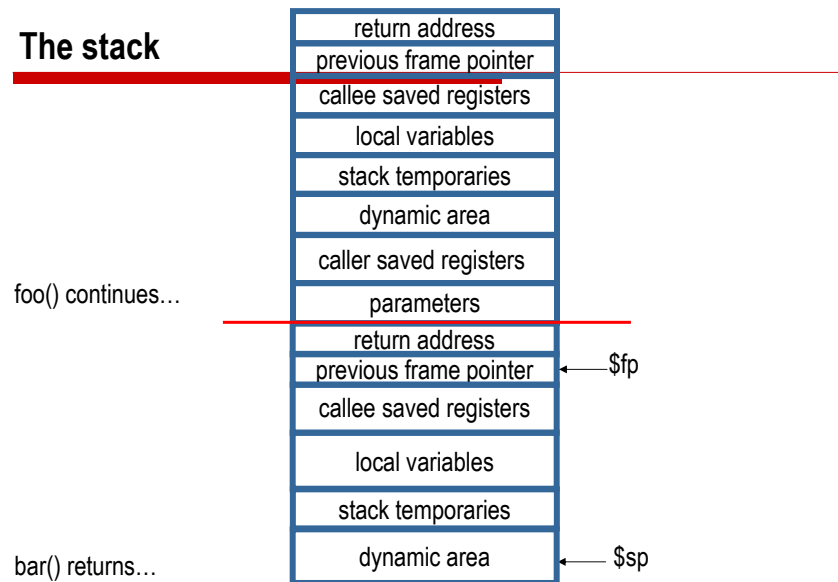 The stack
return address
previous frame pointer
callee saved registers
local variables
stack temporaries
dynamic area
caller saved registers
foo() continues…
parameters
return address
previous frame pointer
$fp
callee saved registers
local variables
stack temporaries
bar() returns…
dynamic area
$sp